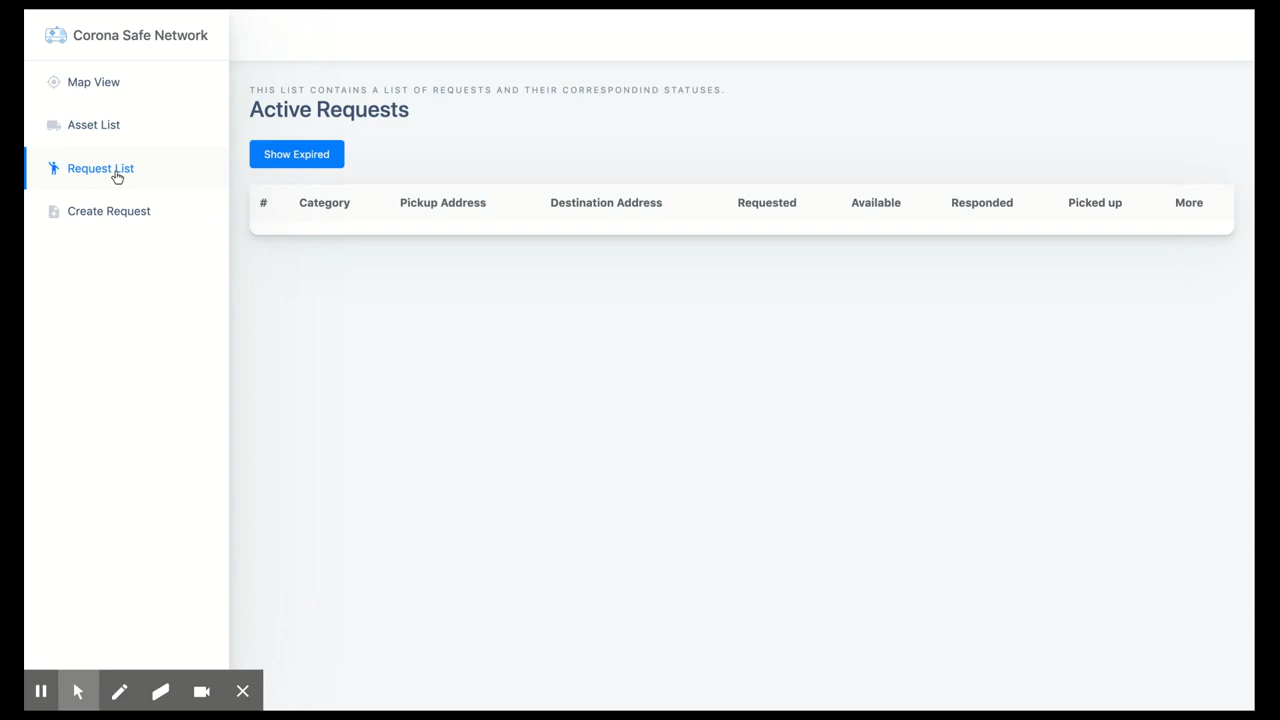 Corona Safe Network
Map View
Asset List
Request List
Create Request
THIS LIST CONTAINS A LIST OF REQUESTS AND THEIR CORRESPONDIND STATUSES.
Active Requests
Show Expired
# Category Pickup Address Destination Address Requested Available Responded Picked up More